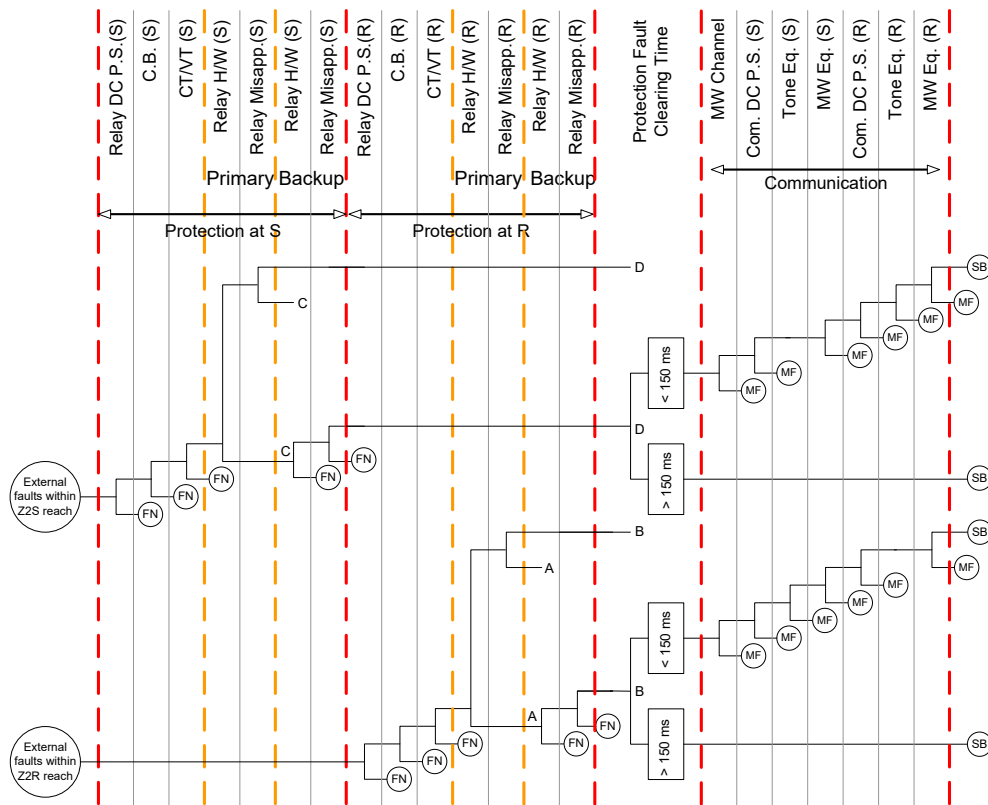 Relay DC P.S.(S)
C.B. (S)
CT/VT (S)
Relay H/W (S)
Relay Misapp.(S)
Relay H/W (S)
Relay Misapp.(S)
Relay DC P.S.(R)
C.B. (R)
CT/VT (R)
Relay H/W (R)
Relay Misapp.(R)
Relay H/W (R)
Relay Misapp.(R)
Protection Fault
Clearing Time
MW Channel
Com. DC P.S. (S)
Tone Eq. (S)
MW Eq. (S)
Com. DC P.S. (R)
Tone Eq. (R)
MW Eq. (R)
Primary Backup
Primary Backup
Communication
Protection at S
Protection at R
D
SB
C
MF
MF
MF
MF
MF
MF
< 150 ms
D
C
FN
FN
FN
FN
FN
FN
External
faults within
Z2S reach
> 150 ms
SB
B
SB
A
MF
MF
MF
MF
MF
MF
< 150 ms
B
A
FN
FN
FN
FN
FN
> 150 ms
SB
External
faults within
Z2R reach